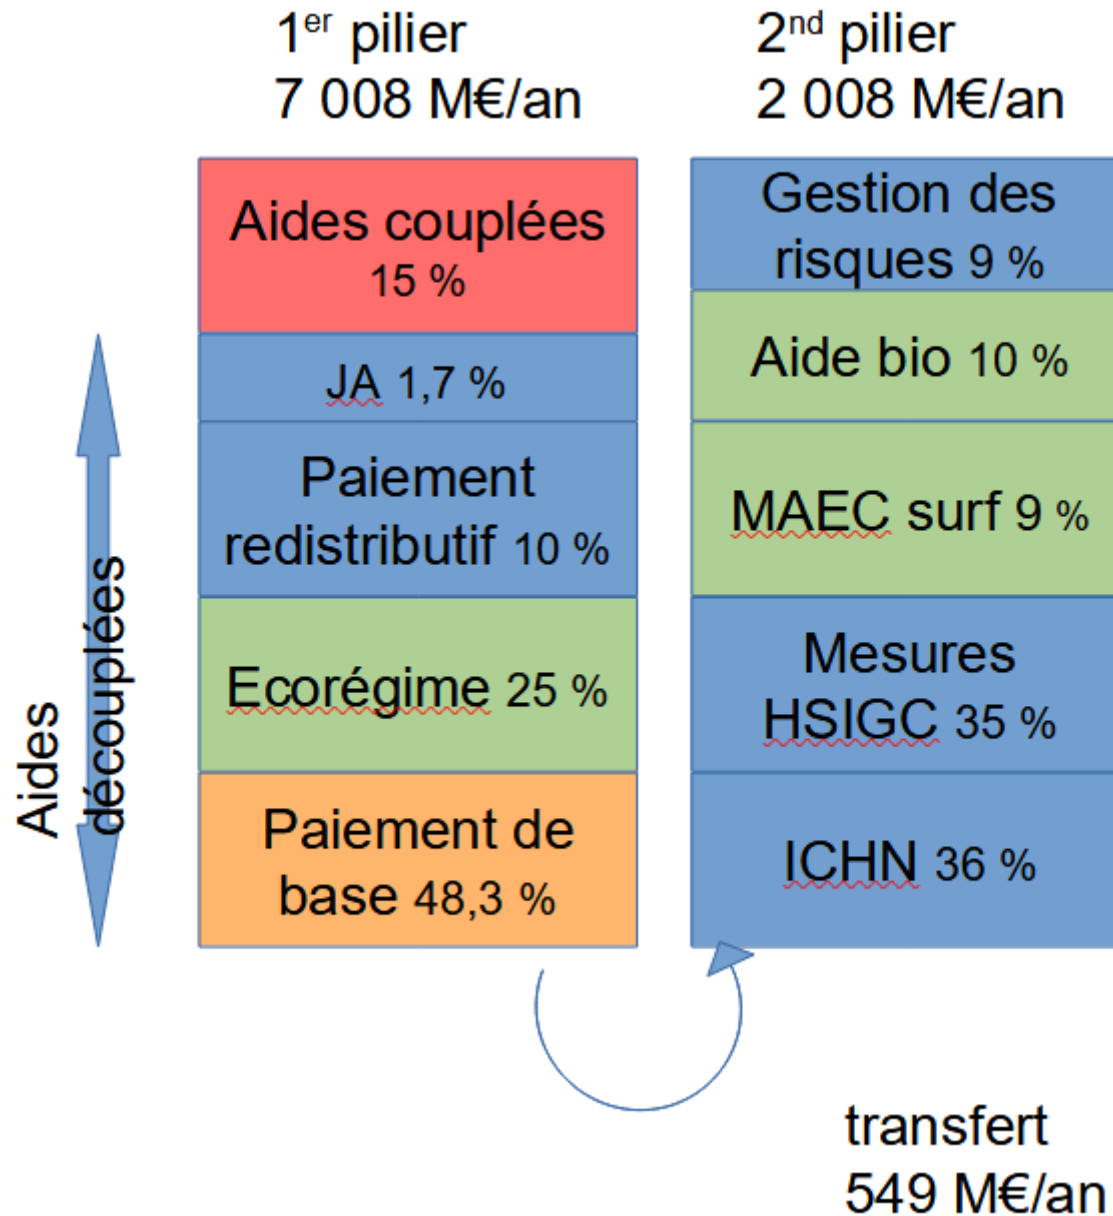 1er pilier
7 008 M€/an
2nd pilier
2 008 M€/an
Aides couplées
15 %
JA 1,7 %
Paiement
redistributif 10 %
Ecorégime 25 %
Paiement de
base 48,3 %
Aides
découplées
Gestion des
risques 9 %
Aide bio 10 %
MAEC surf 9 %
Mesures
HSIGC 35 %
ICHN 36 %
transfert
549 M€/an